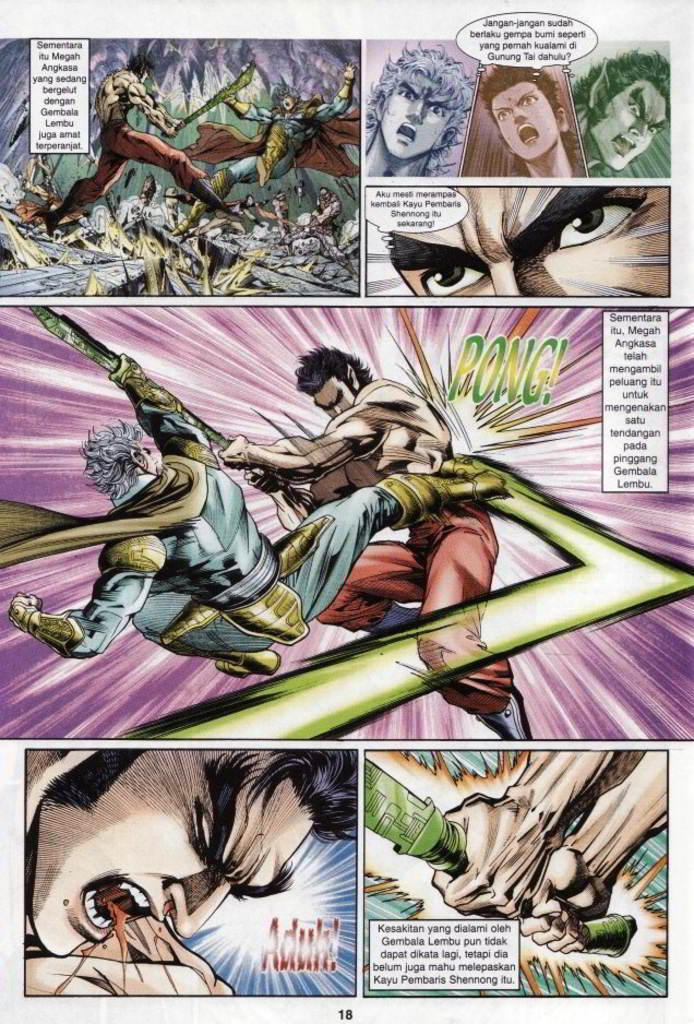 Sementara
itu Megah
Angkasa
yang sedang
bergelut
dengan
Gembala
Lembu
juga amat
terperanjat.
Jangan-jangan sudah
berlaku gempa bumi seperti
yang pernah kualami di
Gunung Tai dahulu?
Aku mesti merampas
kembali Kayu Pembaris
Shennong itu
sekarang!
Sementara
itu, Megah
Angkasa
telah
mengambil
peluang itu
untuk
mengenakan
satu
tendangan
pada
pinggang
Gembala
Lembu.
PONG!
Aduh!
Kesakitan yang dialami oleh
Gembala Lembu pun tidak
dapat dikata lagi, tetapi dia
belum juga mahu melepaskan
Kayu Pembaris Shennong itu.
18